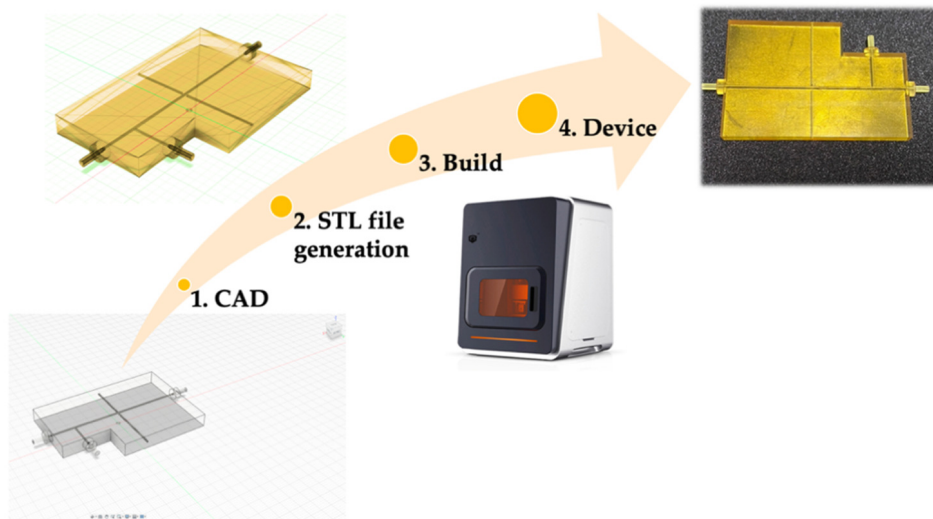 4. Device
3. Build
2. STL file
generation
1. CAD